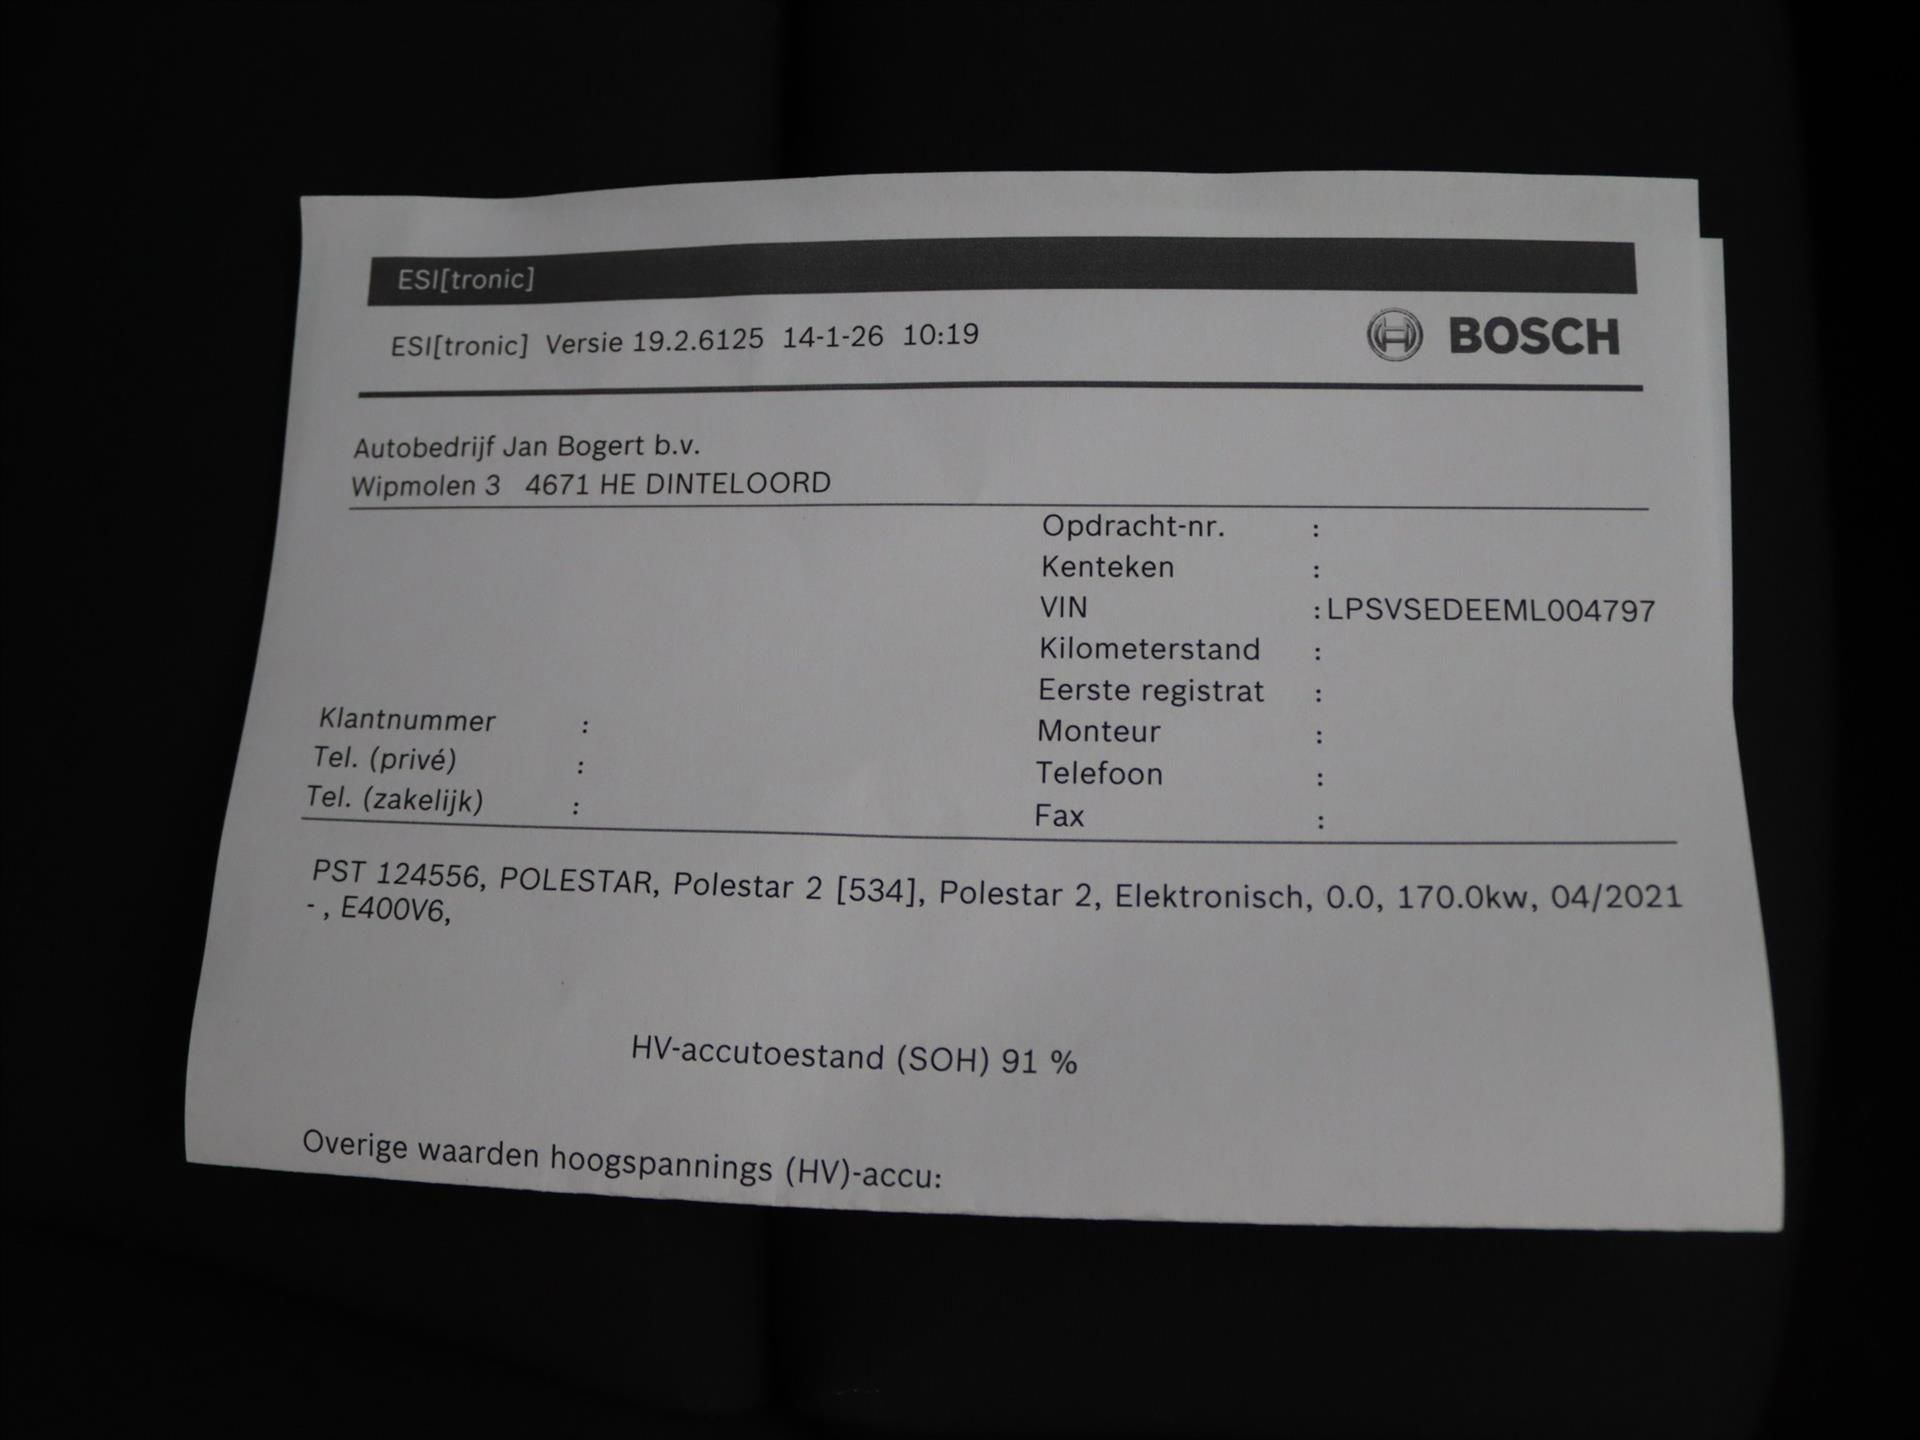 ESI[tronic]
ESI[tronic] Versie 19.2.6125 14-1-26 10:19
BOSCH
Autobedrijf Jan Bogert b.v.
Wipmolen 3 4671 HE DINTELOORD
Opdracht-nr. :
Kenteken :
VIN :LPSVSEDEEML004797
Kilometerstand :
Eerste registrat :
Klantnummer :
Monteur :
Tel. (privé) :
Telefoon :
Tel. (zakelijk) :
Fax :
PST 124556, POLESTAR, Polestar 2 [534], Polestar 2, Elektronisch, 0.0, 170.0kw, 04/2021
- , E400V6,
HV-accutoestand (SOH) 91 %
Overige waarden hoogspannings (HV)-accu: